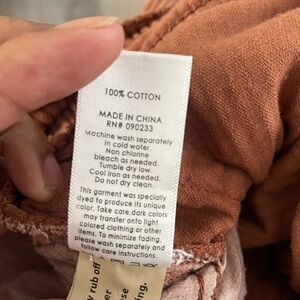 100% COTTON
MADE IN CHINA
RN# 090233
Machine wash separately
in cold water.
Non chlorine
bleach as needed.
Tumble dry low.
Cool iron as needed.
Do not dry clean.
This garment was specially
dyed to produce its unique
color. Take care,dark colors
may transfer onto light
colored clothing or other
items. To minimize fading,
please wash separately and
follow care instructions.
y rub off